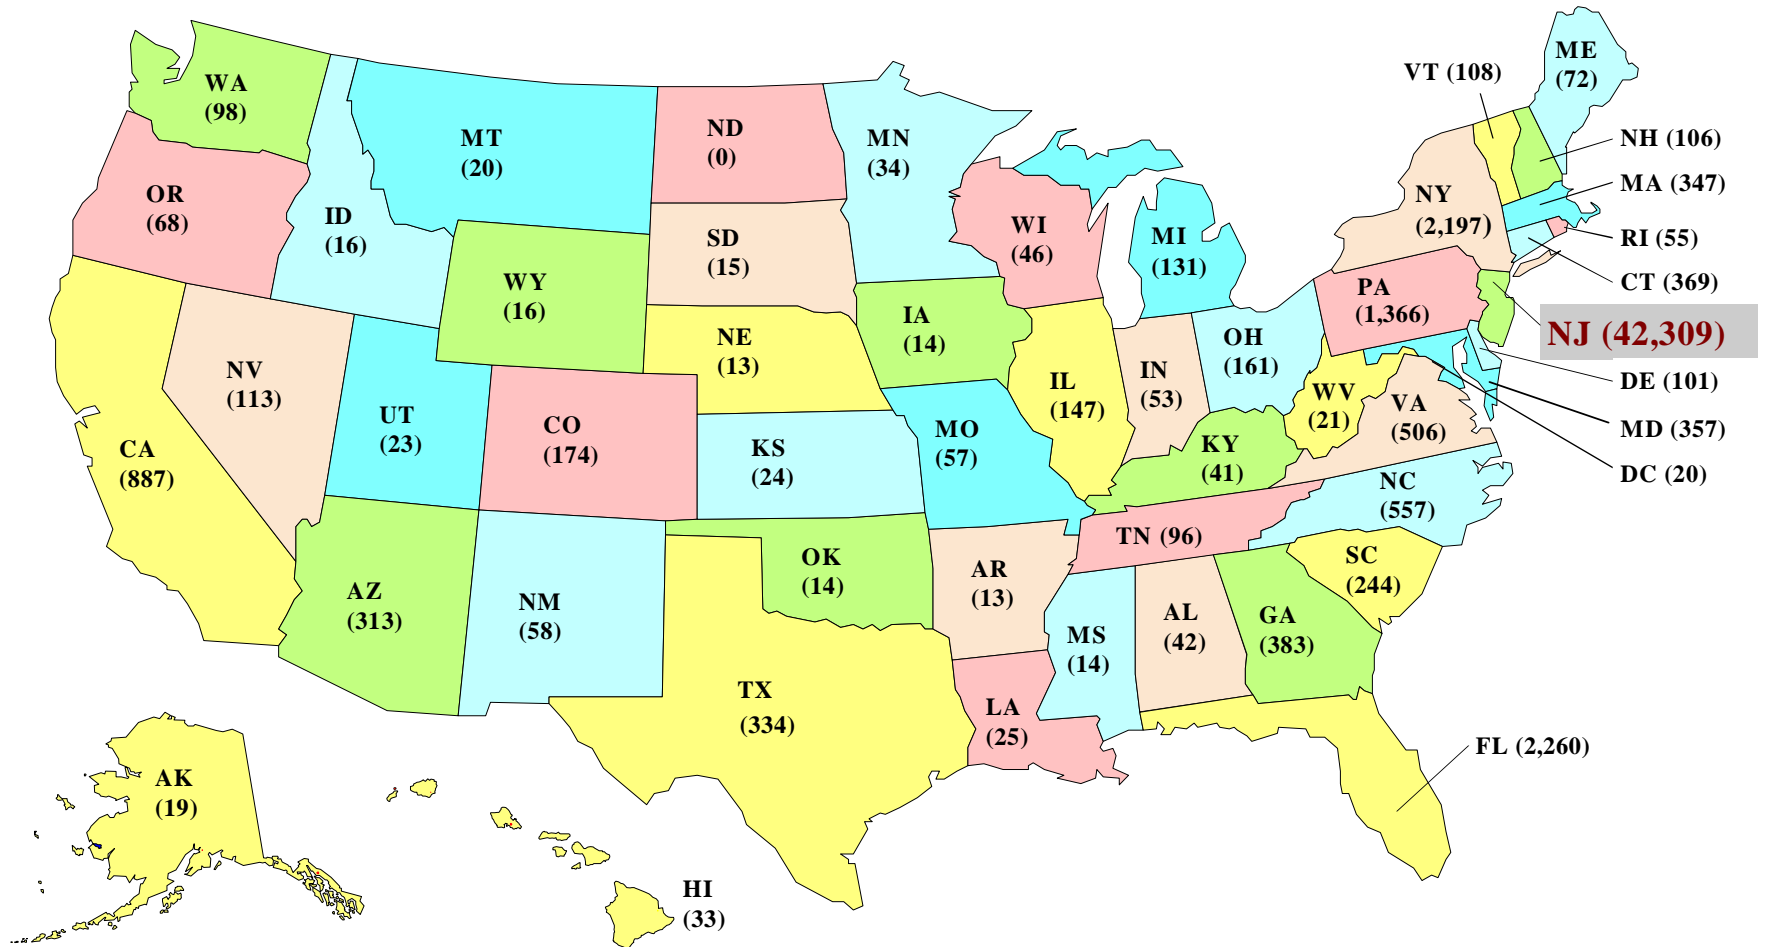 WA
(98)
OR
(68)
ID
(16)
MT
(20)
ND
(0)
MN
(34)
SD
(15)
WY
(16)
NV
(113)
CA
(887)
UT
(23)
CO
(174)
NE
(13)
KS
(24)
IA
(14)
MO
(57)
WI
(46)
MI
(131)
IL
(147)
IN
(53)
OH
(161)
KY
(41)
WV
(21)
VA
(506)
NC
(557)
TN (96)
SC
(244)
GA
(383)
AL
(42)
MS
(14)
AR
(13)
LA
(25)
OK
(14)
TX
(334)
NM
(58)
AZ
(313)
AK
(19)
HI
(33)
FL (2,260)
PA
(1,366)
NY
(2,197)
VT (108)
ME
(72)
NH (106)
MA (347)
RI (55)
CT (369)
NJ (42,309)
DE (101)
MD (357)
DC (20)